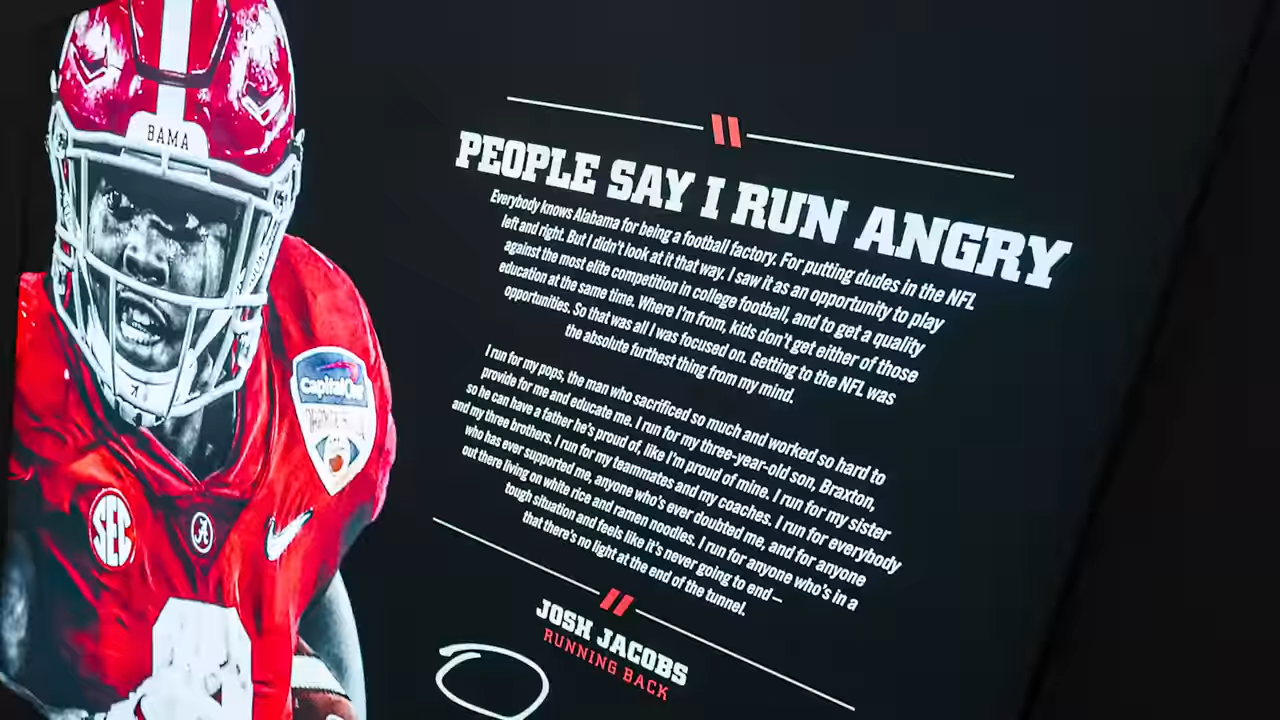 BAMA
PEOPLE SAY I RUN ANGRY
Everybody knows Alabama for being a football factory. For putting dudes in the NFL
left and right. But I didn't look at it that way. I saw it as an opportunity to play
against the most elite competition in college football, and to get a quality
education at the same time. Where I'm from, kids don't get either of those
opportunities. So that was all I was focused on. Getting to the NFL was
the absolute furthest thing from my mind.
I run for my pops, the man who sacrificed so much and worked so hard to
provide for me and educate me. I run for my three-year-old son, Braxton,
so he can have a father he's proud of, like I'm proud of mine. I run for my sister
and my three brothers. I run for my teammates and my coaches. I run for everybody
who has ever supported me, anyone who's ever doubted me, and for anyone
out there living on white rice and ramen noodles. I run for anyone who's in a
tough situation and feels like it's never going to end—
that there's no light at the end of the tunnel.
JOSH JACOBS
RUNNING BACK
Capital One
SEC
A